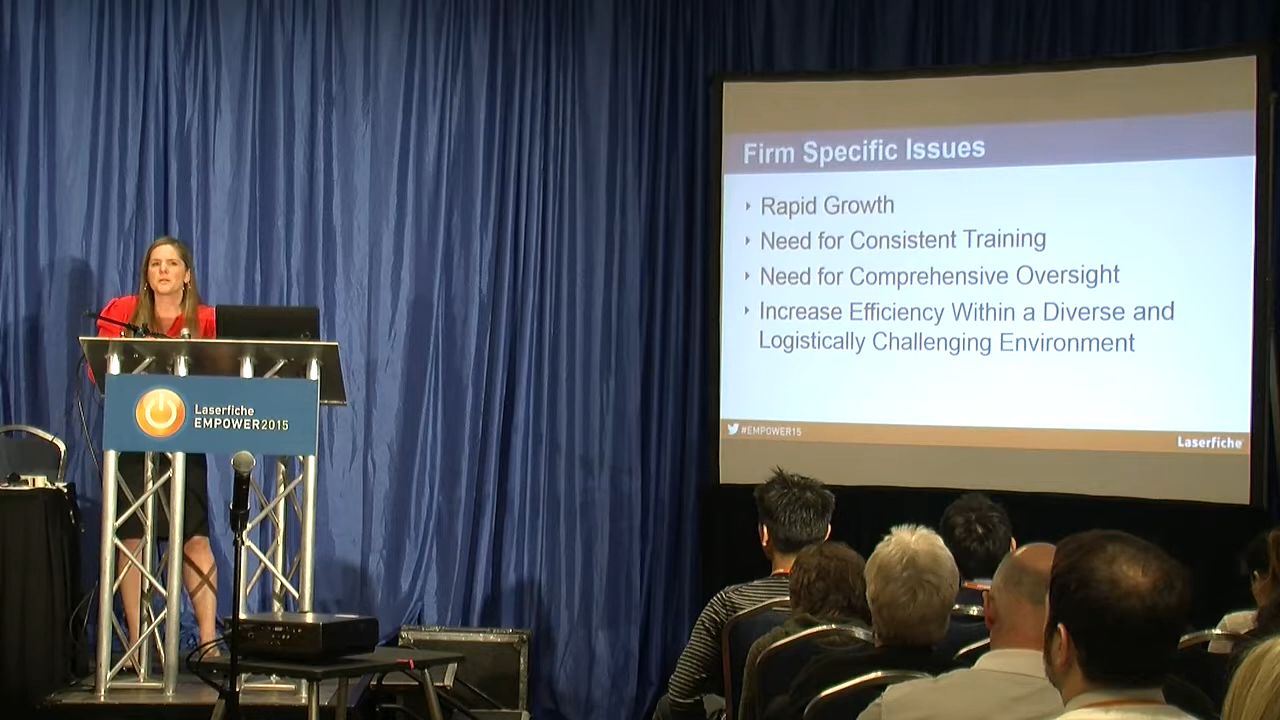 Firm Specific Issues
Rapid Growth
Need for Consistent Training
Need for Comprehensive Oversight
Increase Efficiency Within a Diverse and
Logistically Challenging Environment
#EMPOWER15
Laserfiche
Laserfiche
EMPOWER2015